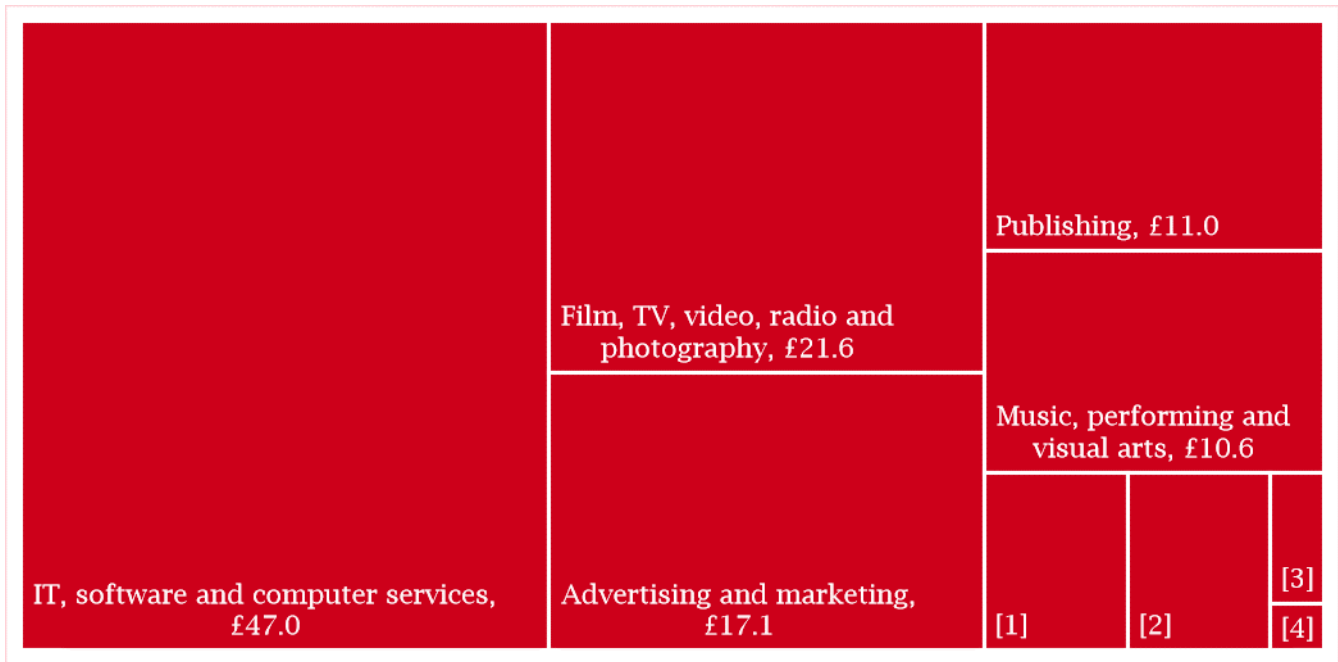 IT, software and computer services,
£47.0
Film, TV, video, radio and
photography, £21.6
Advertising and marketing,
£17.1
Publishing, £11.0
Music, performing and
visual arts, £10.6
[1]
[2]
[3]
[4]